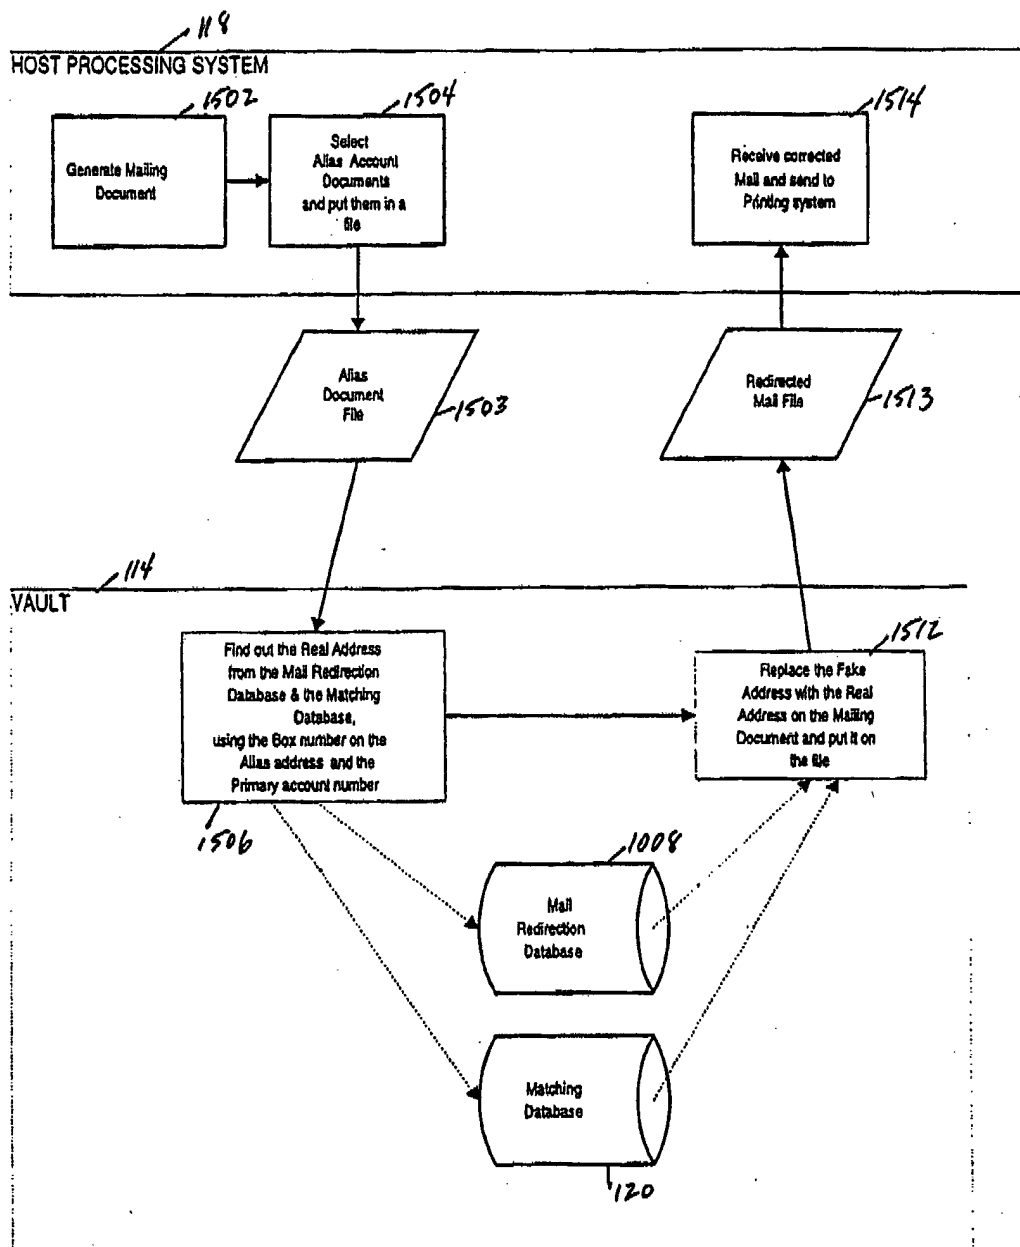 118
HOST PROCESSING SYSTEM
1502
Generate Mailing
Document
1504
Select
Alias Account
Documents
and put them in a
file
1514
Receive corrected
Mail and send to
Printing system
Alias
Document
File
1503
Redirected
Mail File
1513
114
VAULT
Find out the Real Address
from the Mail Redirection
Database & the Matching
Database,
using the Box number on the
Alias address and the
Primary account number
1506
1512
Replace the Fake
Address with the Real
Address on the Mailing
Document and put it on
the file
1008
Mail
Redirection
Database
Matching
Database
120